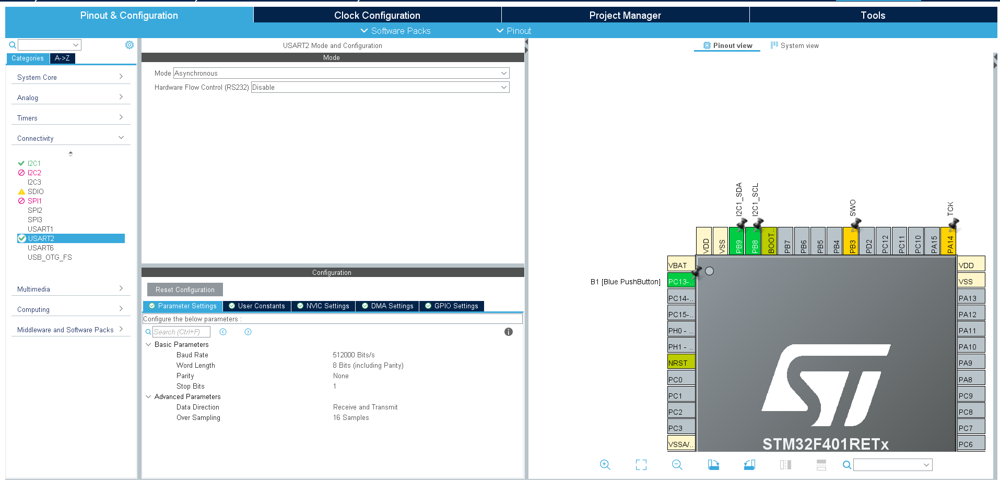 Pinout & Configuration
Clock Configuration
Project Manager
Tools
Software Packs
Pinout
Categories
A->Z
System Core
Analog
Timers
Connectivity
I2C1
I2C2
I2C3
SDIO
SPI1
SPI2
SPI3
USART1
USART2
USART6
USB_OTG_FS
Multimedia
Computing
Middleware and Software Packs
USART2 Mode and Configuration
Mode
Mode Asynchronous
Hardware Flow Control (RS232) Disable
Configuration
Reset Configuration
Parameter Settings
User Constants
NVIC Settings
DMA Settings
GPIO Settings
Configure the below parameters :
Search (Ctrl+F)
Basic Parameters
Baud Rate 512000 Bits/s
Word Length 8 Bits (including Parity)
Parity None
Stop Bits 1
Advanced Parameters
Data Direction Receive and Transmit
Over Sampling 16 Samples
Pinout view
System view
I2C1_SDA
I2C1_SCL
SWO
TCK
VDD
VSS
PB9
PB8
BOOT..
PB7
PB6
PB5
PB4
PB3
PD2
PC12
PC11
PC10
PA15
PA14
VBAT
B1 [Blue PushButton]
PC13-..
PC14-..
PC15-..
PH0 - ..
PH1 - ..
NRST
PC0
PC1
PC2
PC3
VSSA/..
VDD
VSS
PA13
PA12
PA11
PA10
PA9
PA8
PC9
PC8
PC7
PC6
ST
STM32F401RETx